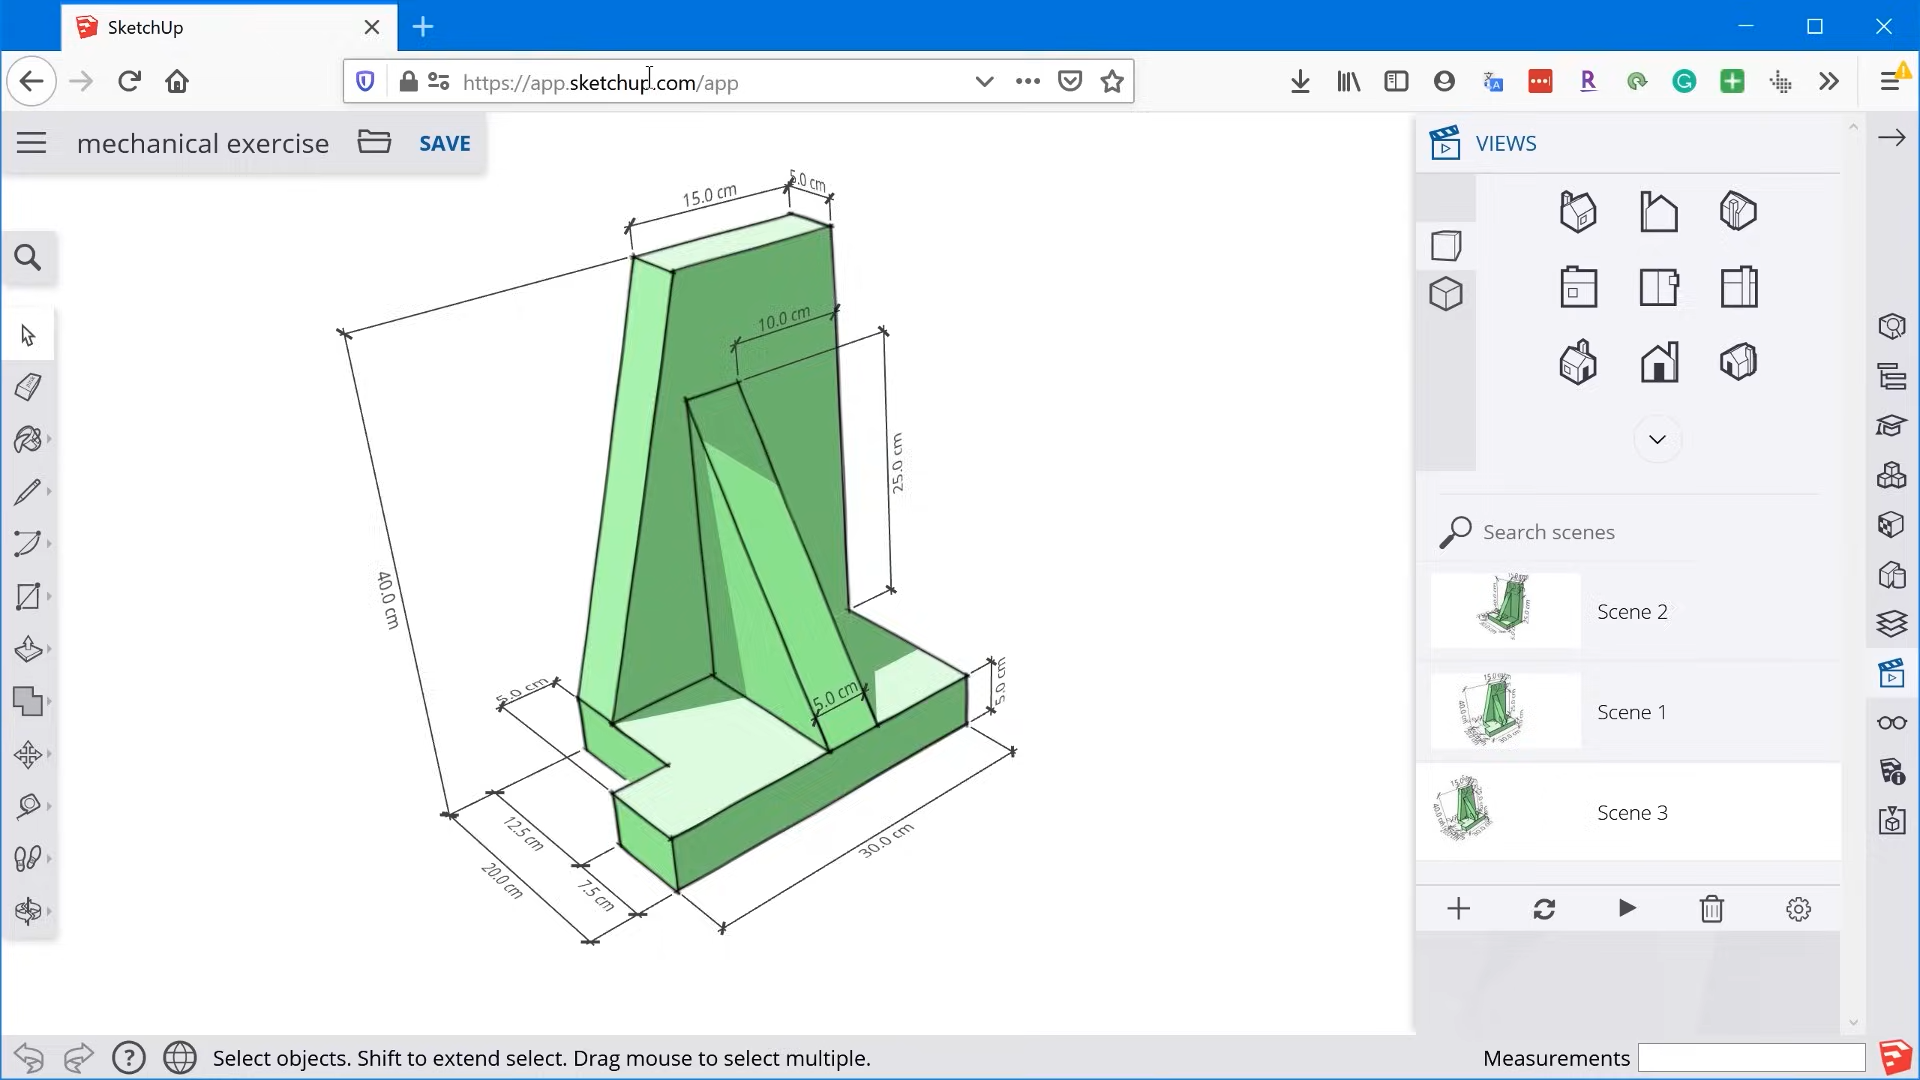 SketchUp
https://app.sketchup.com/app
mechanical exercise
SAVE
VIEWS
15.0 cm
5.0 cm
10.0 cm
25.0 cm
40.0 cm
5.0 cm
5.0 cm
5.0 cm
12.5 cm
20.0 cm
7.5 cm
30.0 cm
Search scenes
Scene 2
Scene 1
Scene 3
Select objects. Shift to extend select. Drag mouse to select multiple.
Measurements